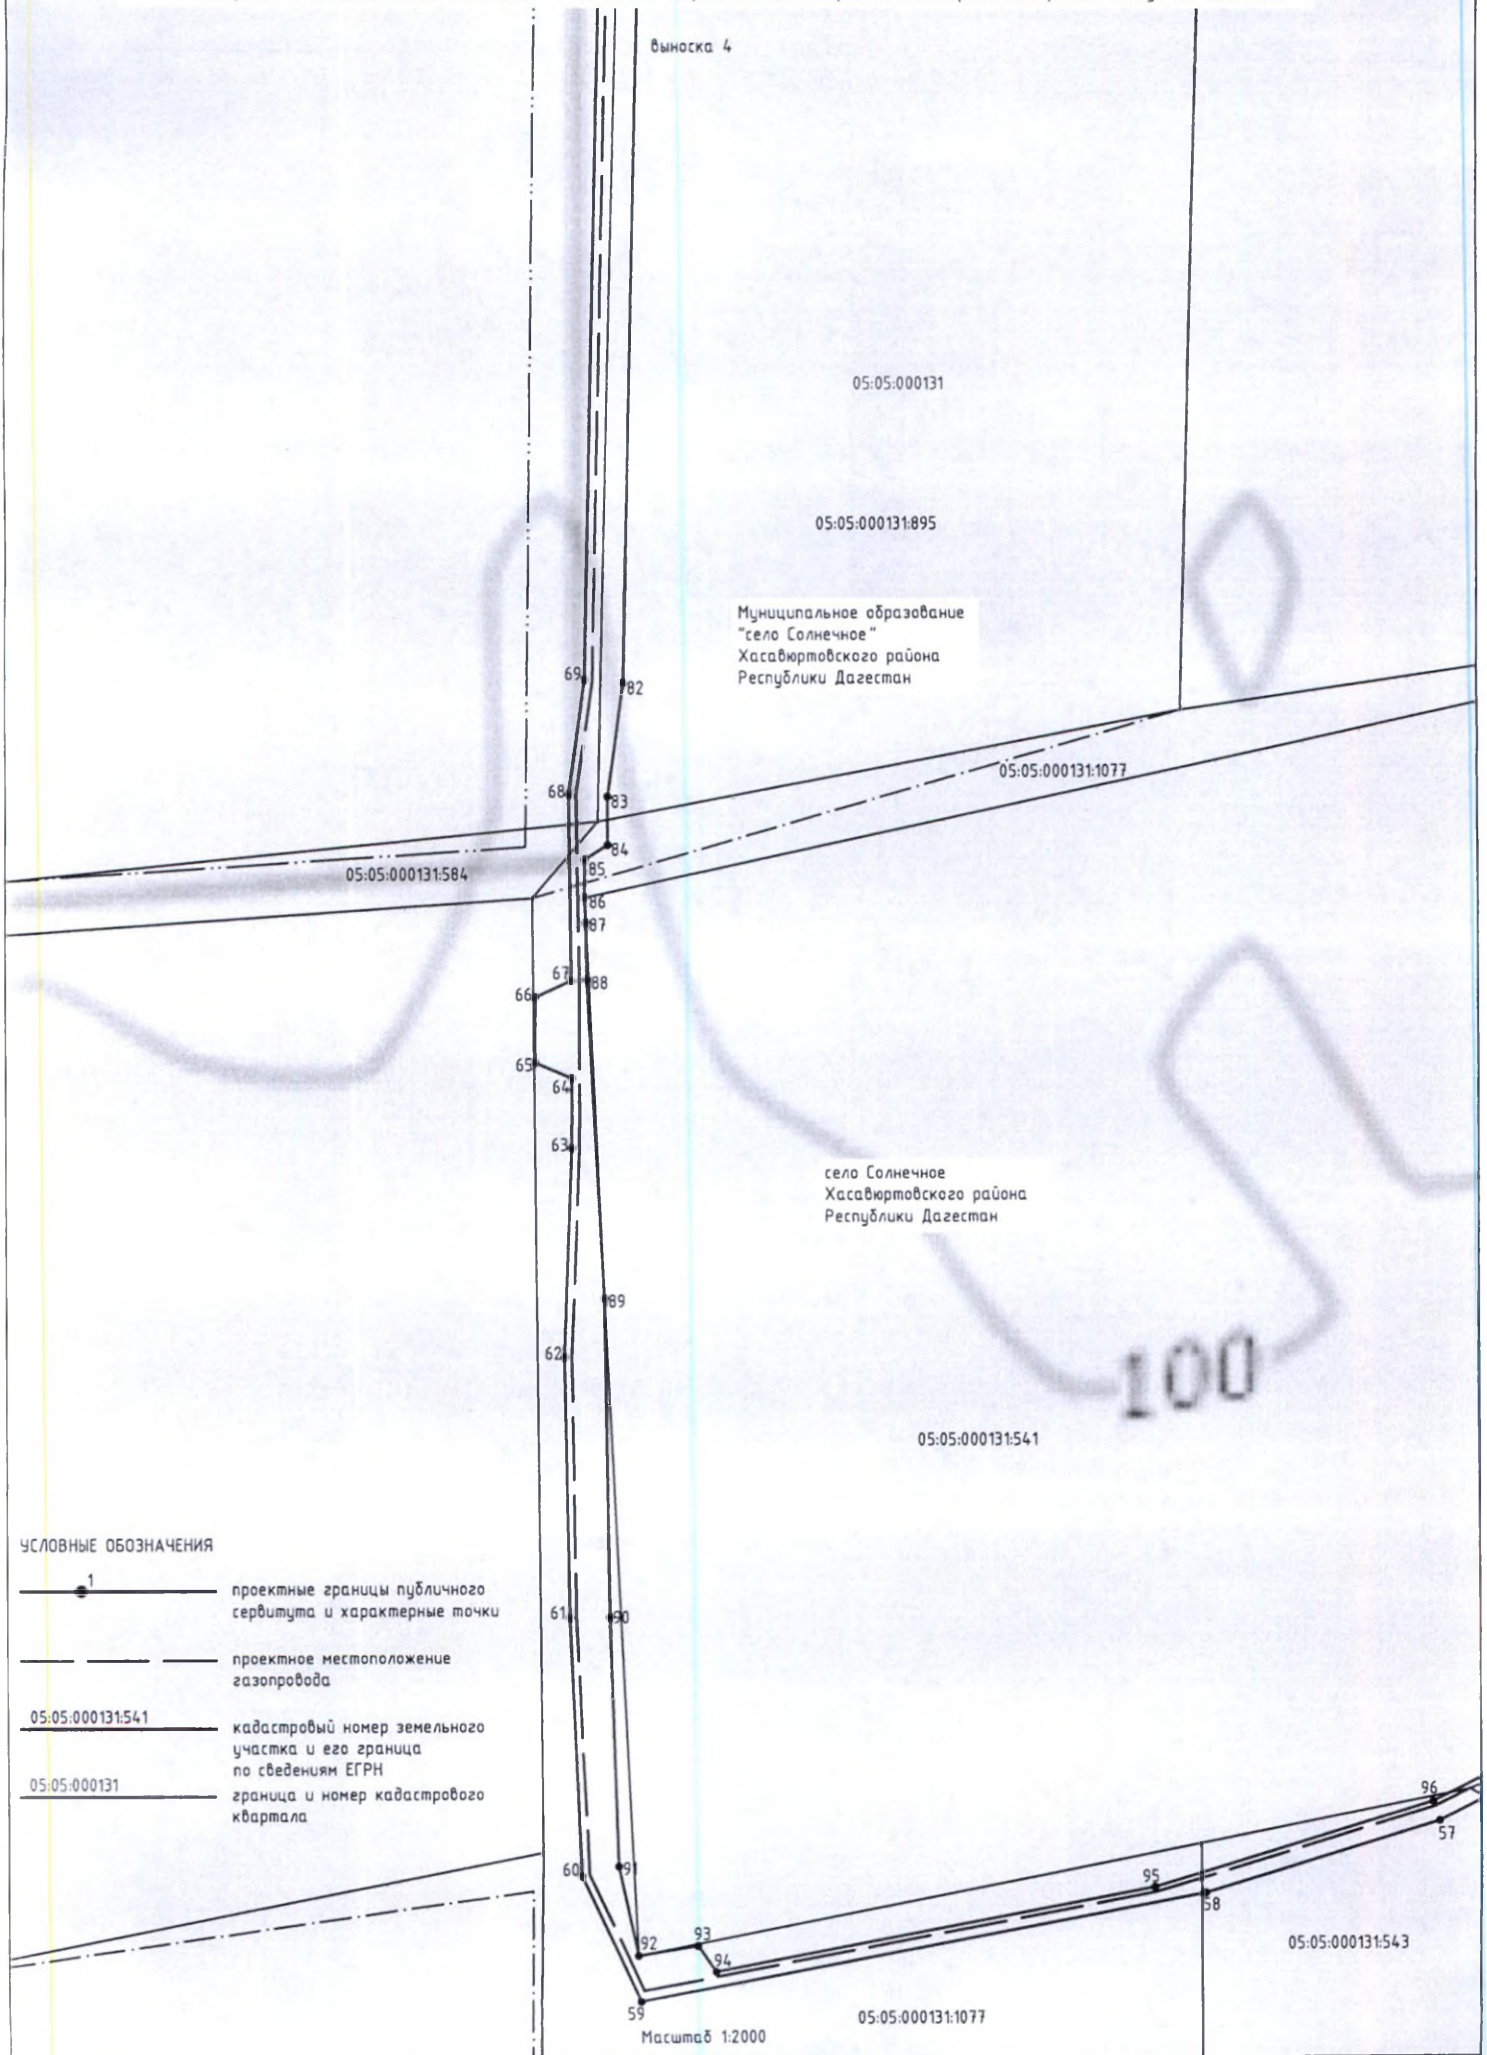 выноска 4
05:05:000131
05:05:000131:895
Муниципальное образование
"село Солнечное"
Хасавюртовского района
Республики Дагестан
69
82
05:05:000131:1077
68
83
84
85
05:05:000131:584
86
87
67
88
66
65
64
63
село Солнечное
Хасавюртовского района
Республики Дагестан
89
62
100
05:05:000131:541
УСЛОВНЫЕ ОБОЗНАЧЕНИЯ
1
проектные границы публичного
сервитута и характерные точки
61
90
проектное местоположение
газопровода
05:05:000131:541
кадастровый номер земельного
участка и его граница
по сведениям ЕГРН
05:05:000131
граница и номер кадастрового
квартала
96
57
60
91
95
58
92
93
94
05:05:000131:543
59
05:05:000131:1077
Масштаб 1:2000